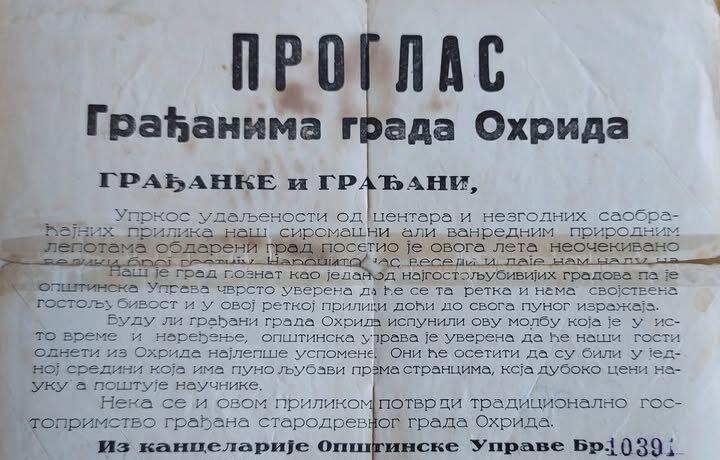 ПРОГЛАС
Грађанима града Охрида
ГРАЂАНКЕ и ГРАЂАНИ,
Упркос удаљености од центара и незгодних саобра-
ћајних прилика наш сиромашни али ванредним природним
лепотама обдарени град посетио је овога лета неочекивано
велики број гостију. Нарочито нас весели и даје нам наду на
Наш је град познат као један од најгостољубивијих градова па је
општинска Управа чврсто уверена да ће се та ретка и нама својствена
гостољубивост и у овој реткој прилици доћи до свога пуног изражаја.
Буду ли грађани града Охрида испунили ову молбу која је у ис-
то време и наређење, општинска управа је уверена да ће наши гости
однети из Охрида најлепше успомене. Они ће осетити да су били у јед-
ној средини која има пуно љубави према странцима, која дубоко цени на-
уку а поштује научнике.
Нека се и овом приликом потврди традиционално гос-
топримство грађана стародревног града Охрида.
Из канцеларије Општинске Управе Бр. 10391